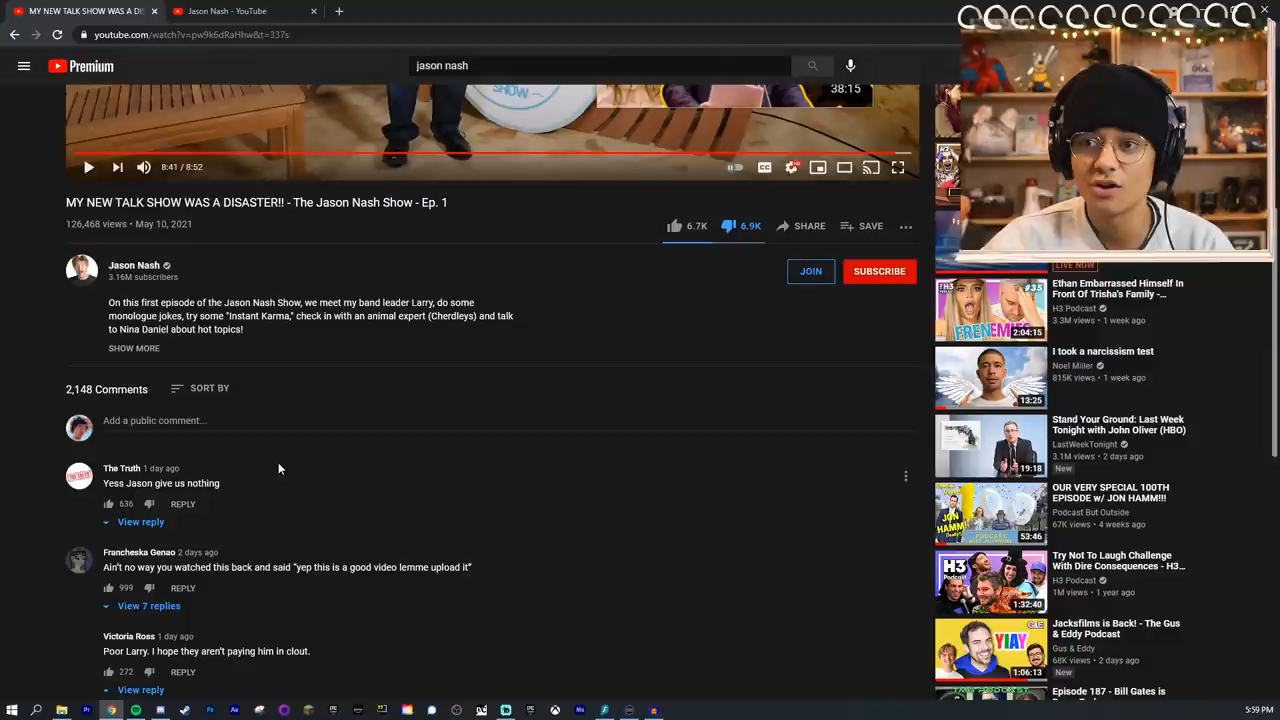 MY NEW TALK SHOW WAS A DIS
Jason Nash - YouTube
youtube.com/watch?v=pw9k6dRaHhw&t=337s
Premium
jason nash
SHOW
38:15
8:41 / 8:52
CC
HD
MY NEW TALK SHOW WAS A DISASTER!! - The Jason Nash Show - Ep. 1
126,468 views • May 10, 2021
6.7K
6.9K
SHARE
SAVE
Jason Nash
3.16M subscribers
JOIN
SUBSCRIBE
On this first episode of the Jason Nash Show, we meet my band leader Larry, do some
monologue jokes, try some "Instant Karma," check in with an animal expert (Cherdleys) and talk
to Nina Daniel about hot topics!
SHOW MORE
2,148 Comments
SORT BY
Add a public comment...
The Truth 1 day ago
Yess Jason give us nothing
636
REPLY
View reply
Francheska Genao 2 days ago
Ain't no way you watched this back and said "yep that is a good video lemme upload it"
999
REPLY
View 7 replies
Victoria Ross 1 day ago
Poor Larry. I hope they aren't paying him in clout.
272
REPLY
View reply
LIVE NOW
#35
FRENEMIES
2:04:15
Ethan Embarrassed Himself In
Front Of Trisha's Family -...
H3 Podcast
3.3M views • 1 week ago
13:25
I took a narcissism test
Noel Miller
815K views • 1 week ago
19:18
Stand Your Ground: Last Week
Tonight with John Oliver (HBO)
LastWeekTonight
3.1M views • 2 days ago
New
JON
HAMM!
53:46
OUR VERY SPECIAL 100TH
EPISODE w/ JON HAMM!!!
Podcast But Outside
67K views • 4 weeks ago
H3
Podcast
1:32:40
Try Not To Laugh Challenge
With Dire Consequences - H3...
H3 Podcast
1M views • 1 year ago
YIAY
1:06:13
Jacksfilms is Back! - The Gus
& Eddy Podcast
Gus & Eddy
68K views • 2 days ago
New
Episode 187 - Bill Gates is
5:59 PM